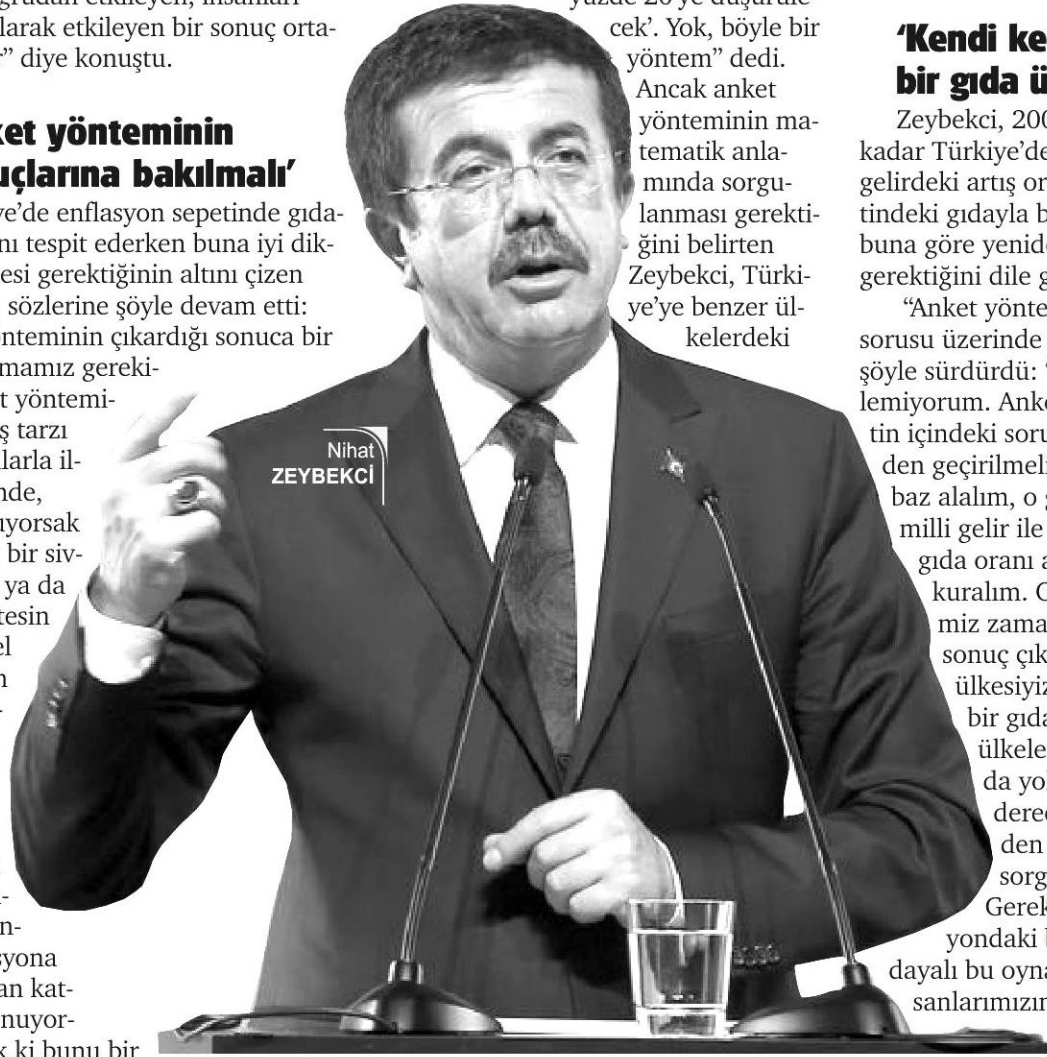 doğrudan etkileyen, insanları
larak etkileyen bir sonuç orta-
” diye konuştu.
ket yönteminin
uçlarına bakılmalı’
ye’de enflasyon sepetinde gıda-
nı tespit ederken buna iyi dik-
esi gerektiğinin altını çizen
sözlerine şöyle devam etti:
nteminin çıkardığı sonuca bir
mamız gereki-
t yöntemi-
ş tarzı
larla il-
nde,
uyorsak
bir siv-
ya da
tesin
el
n-
syona
an kat-
nuyor-
k ki bunu bir
yüzde 20’ye düşürüle-
cek’. Yok, böyle bir
yöntem” dedi.
Ancak anket
yönteminin ma-
tematik anla-
mında sorgu-
lanması gerekti-
ğini belirten
Zeybekci, Türki-
ye’ye benzer ül-
kelerdeki
Nihat
ZEYBEKCİ
‘Kendi ke
bir gıda ü
Zeybekci, 200
kadar Türkiye’de
gelirdeki artış or
tindeki gıdayla b
buna göre yenide
gerektiğini dile g
“Anket yönte
sorusu üzerinde
şöyle sürdürdü: ‘
lemiyorum. Anke
tin içindeki soru
den geçirilmeli
baz alalım, o g
milli gelir ile
gıda oranı a
kuralım. O
miz zama
sonuç çık
ülkesiyiz
bir gıda
ülkele
da yo
dere
den
sorg
Gerek
yondaki b
dayalı bu oyna
sanlarımızın